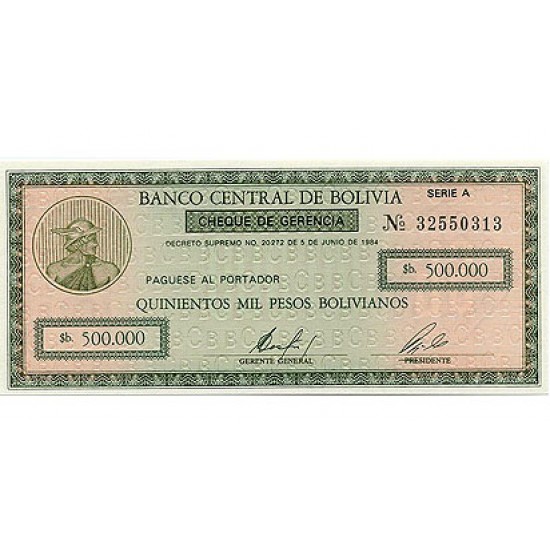 BANCO CENTRAL DE BOLIVIA
SERIE A
CHEQUE DE GERENCIA
No 32550313
DECRETO SUPREMO NO. 20272 DE 5 DE JUNIO DE 1984
PAGUESE AL PORTADOR
$b. 500.000
QUINIENTOS MIL PESOS BOLIVIANOS
$b. 500.000
GERENTE GENERAL
PRESIDENTE